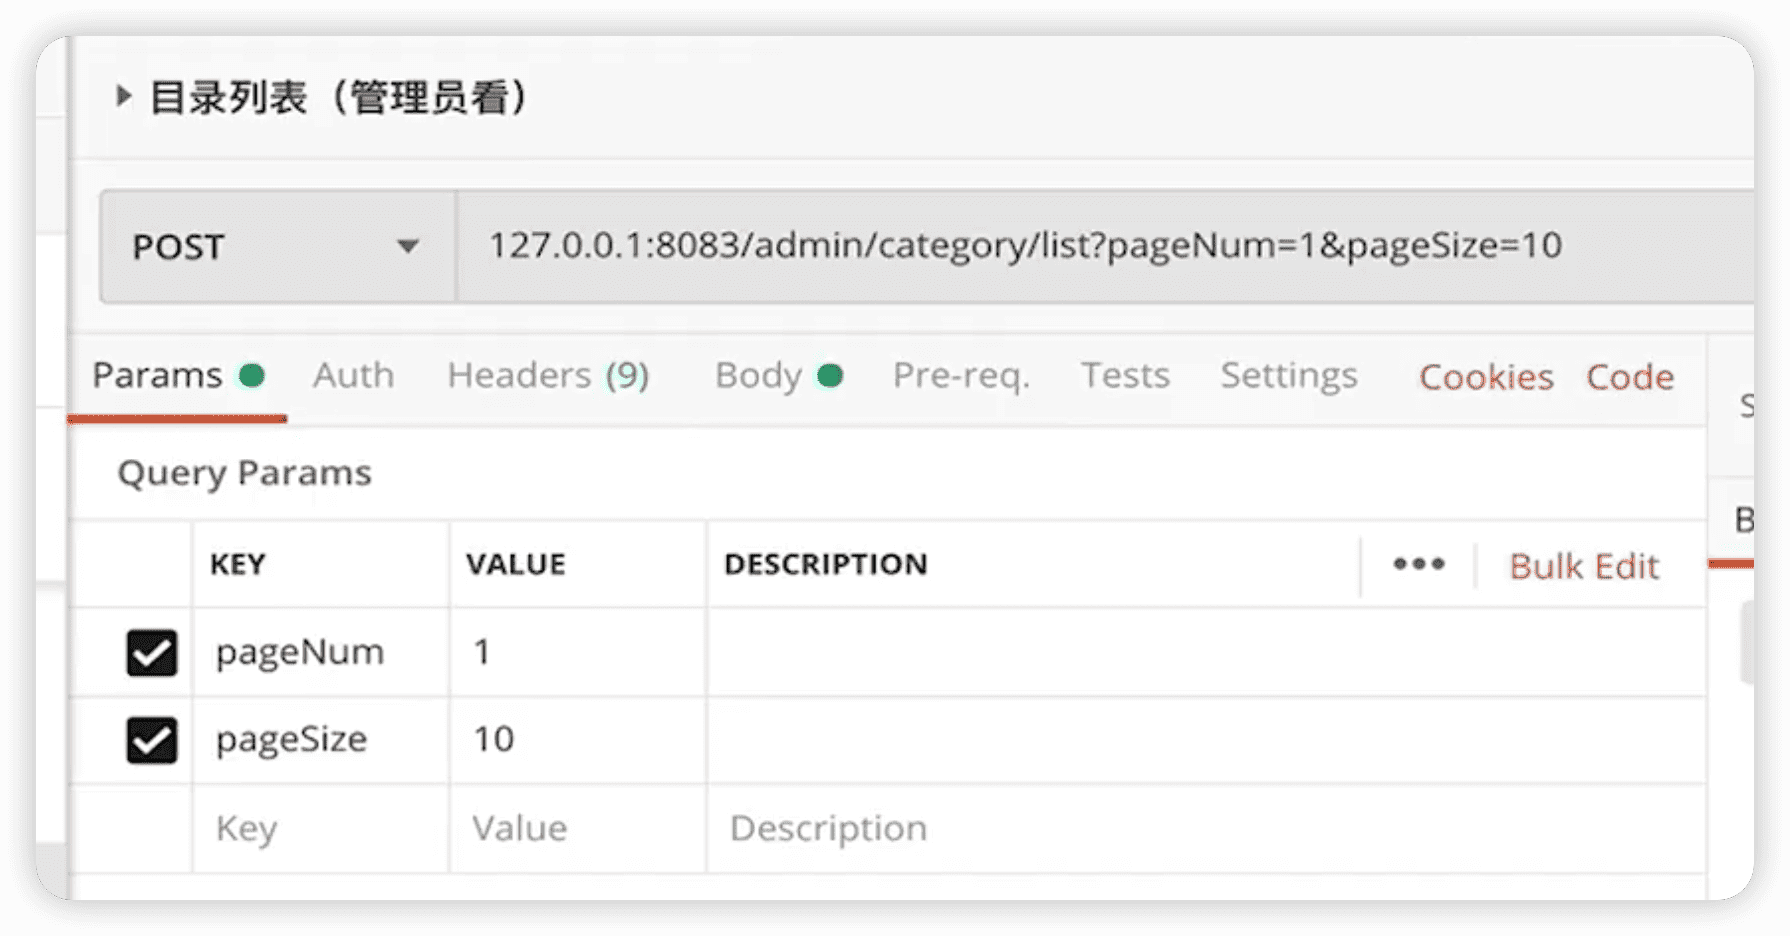 目录列表（管理员看）
POST 127.0.0.1:8083/admin/category/list?pageNum=1&pageSize=10
Params Auth Headers (9) Body Pre-req. Tests Settings Cookies Code
Query Params
KEY VALUE DESCRIPTION ••• Bulk Edit
pageNum 1
pageSize 10
Key Value Description